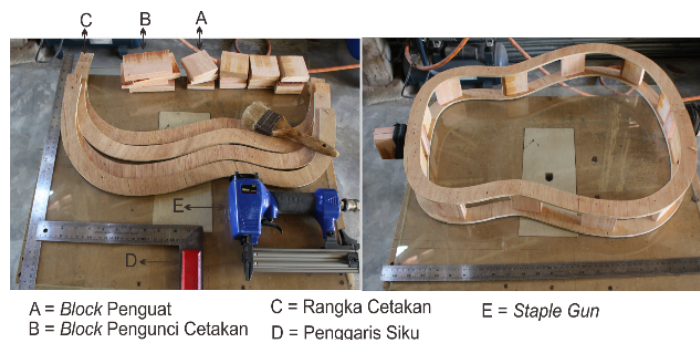 C B A
E
D
A = Block Penguat
B = Block Pengunci Cetakan
C = Rangka Cetakan
D = Penggaris Siku
E = Staple Gun